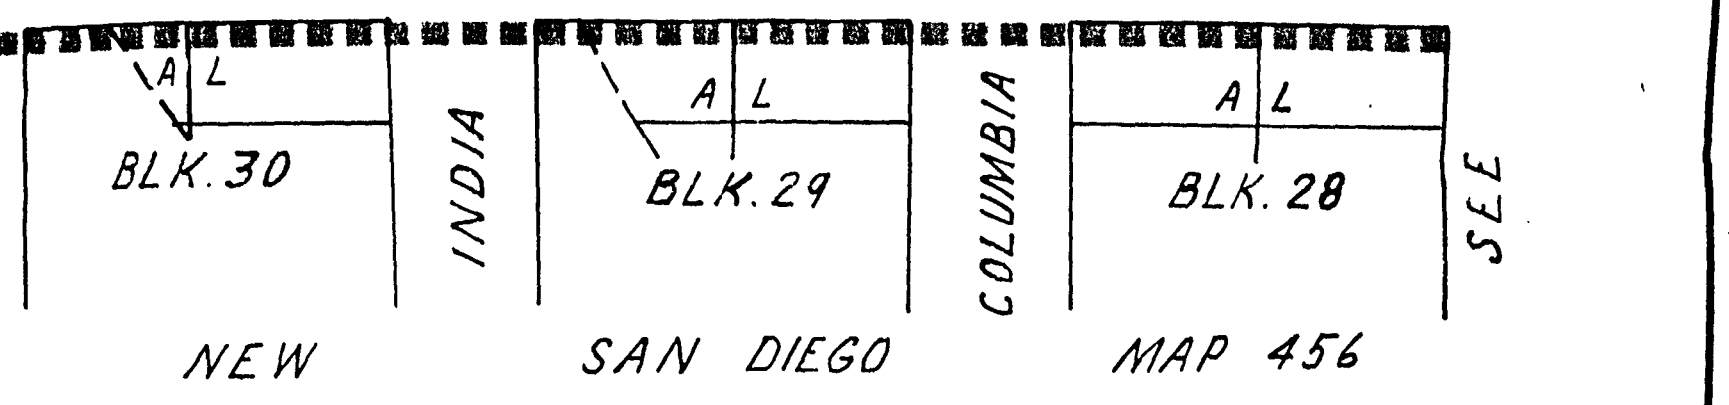 A L
BLK. 30
INDIA
A L
BLK. 29
COLUMBIA
A L
BLK. 28
SEE
NEW SAN DIEGO MAP 456